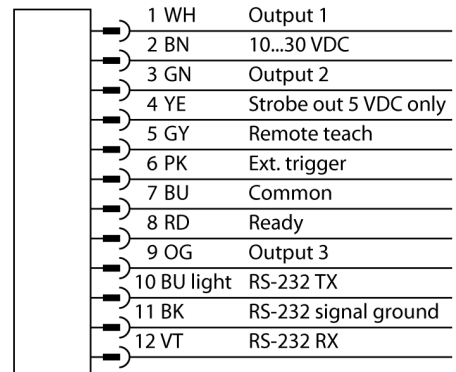 1 WH Output 1
2 BN 10...30 VDC
3 GN Output 2
4 YE Strobe out 5 VDC only
5 GY Remote teach
6 PK Ext. trigger
7 BU Common
8 RD Ready
9 OG Output 3
10 BU light RS-232 TX
11 BK RS-232 signal ground
12 VT RS-232 RX